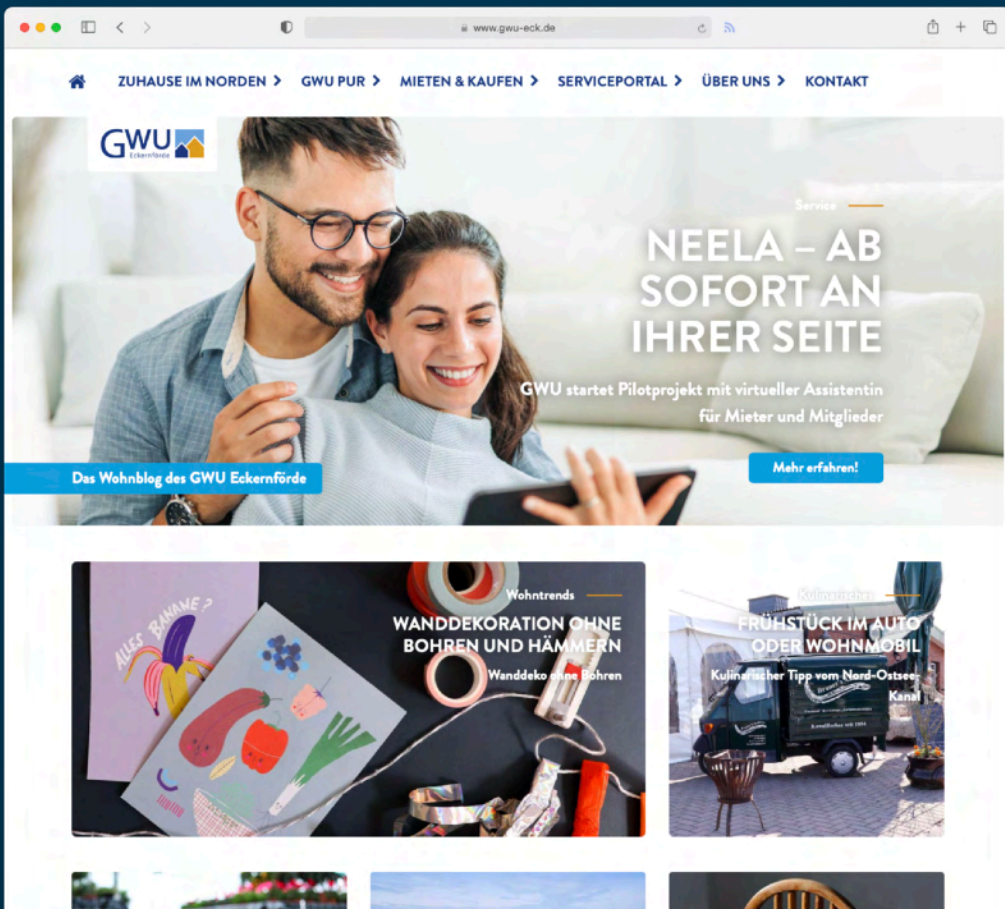 www.gwu-eck.de
ZUHAUSE IM NORDEN
GWU PUR
MIETEN & KAUFEN
SERVICEPORTAL
ÜBER UNS
KONTAKT
GWU
Eckernförde
Service
NEELA – AB
SOFORT AN
IHRER SEITE
GWU startet Pilotprojekt mit virtueller Assistentin
für Mieter und Mitglieder
Mehr erfahren!
Das Wohnblog des GWU Eckernförde
Wohntrends
WANDDEKORATION OHNE
BOHREN UND HÄMMERN
Wanddeko ohne Bohren
ALLES BANANE?
Kulinarisches
FRÜHSTÜCK IM AUTO
ODER WOHNMOBIL
Kulinarischer Tipp vom Nord-Ostsee-
Kanal